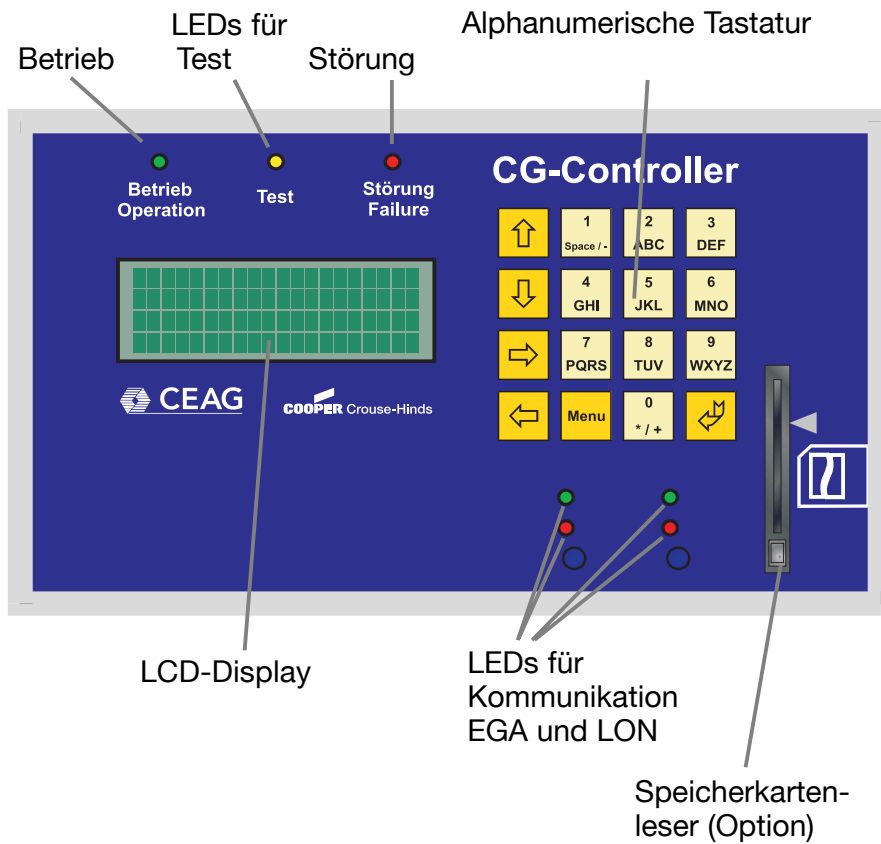 LEDs für
Betrieb Test Störung
Alphanumerische Tastatur
Betrieb
Operation
Test
Störung
Failure
CG-Controller
1
Space / -
2
ABC
3
DEF
4
GHI
5
JKL
6
MNO
7
PQRS
8
TUV
9
WXYZ
Menu
0
* / +
CEAG
COOPER Crouse-Hinds
LCD-Display
LEDs für
Kommunikation
EGA und LON
Speicherkarten-
leser (Option)